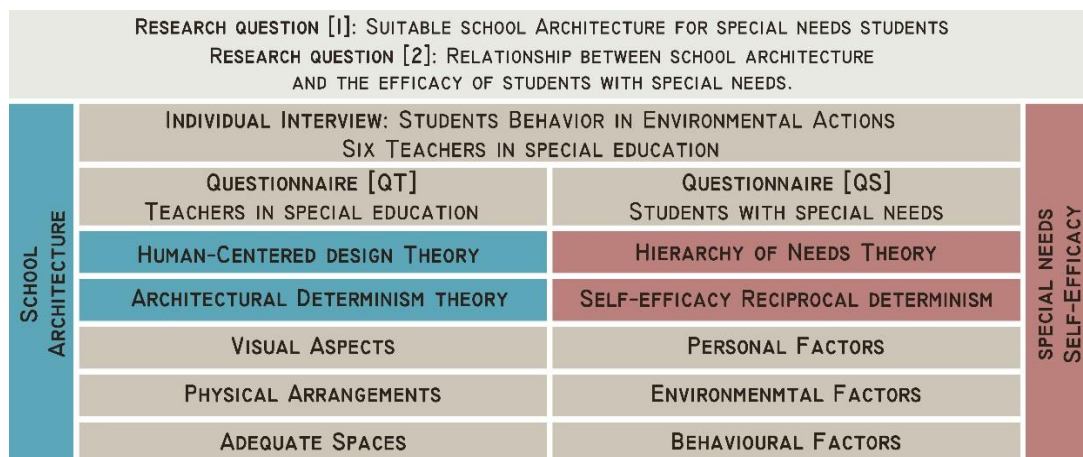 Research question [1]: Suitable school Architecture for special needs students
Research question [2]: Relationship between school architecture
and the efficacy of students with special needs.
School
Architecture
Individual Interview: Students Behavior in Environmental Actions
Six Teachers in special education
Questionnaire [QT]
Teachers in special education
Questionnaire [QS]
Students with special needs
Human-Centered design Theory
Hierarchy of Needs Theory
Architectural Determinism theory
Self-efficacy Reciprocal determinism
Visual Aspects
Personal Factors
Physical Arrangements
Environmenmtal Factors
Adequate Spaces
Behavioural Factors
special needs
Self-Efficacy